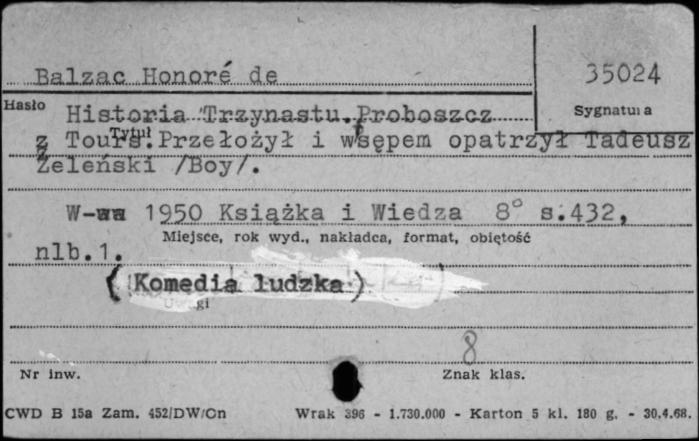 Balzac Honoré de
35024
Hasło
Sygnatura
Historia Trzynastu. Proboszcz
Tytuł
z Tours. Przełożył i wsępem opatrzył Tadeusz
Żeleński /Boy/.
W-wa 1950 Książka i Wiedza 8° s.432,
Miejsce, rok wyd., nakładca, format, objętość
nlb.1.
(Komedia ludzka)
gi
8
Nr inw.
Znak klas.
CWD B 15a Zam. 452/DW/Cn
Wrak 396 - 1.730.000 - Karton 5 kl. 180 g. - 30.4.68.